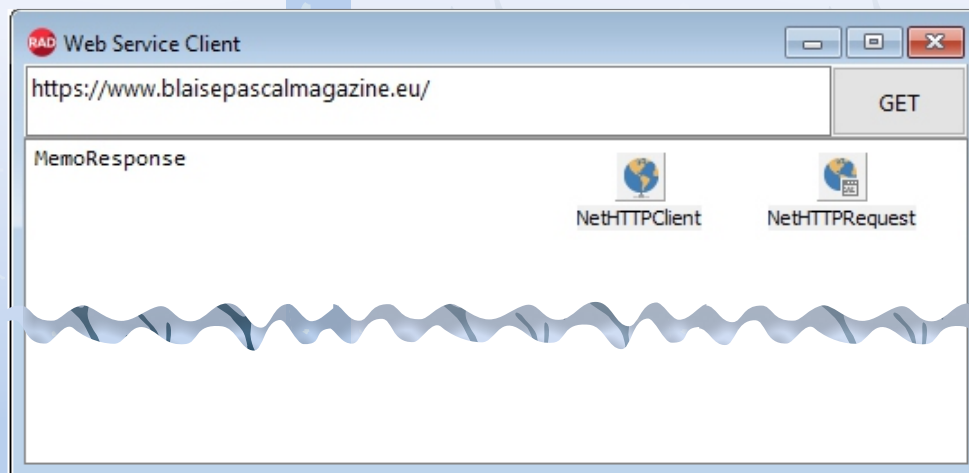 RAD Web Service Client
https://www.blaisepascalmagazine.eu/
GET
MemoResponse
NetHTTPClient NetHTTPRequest